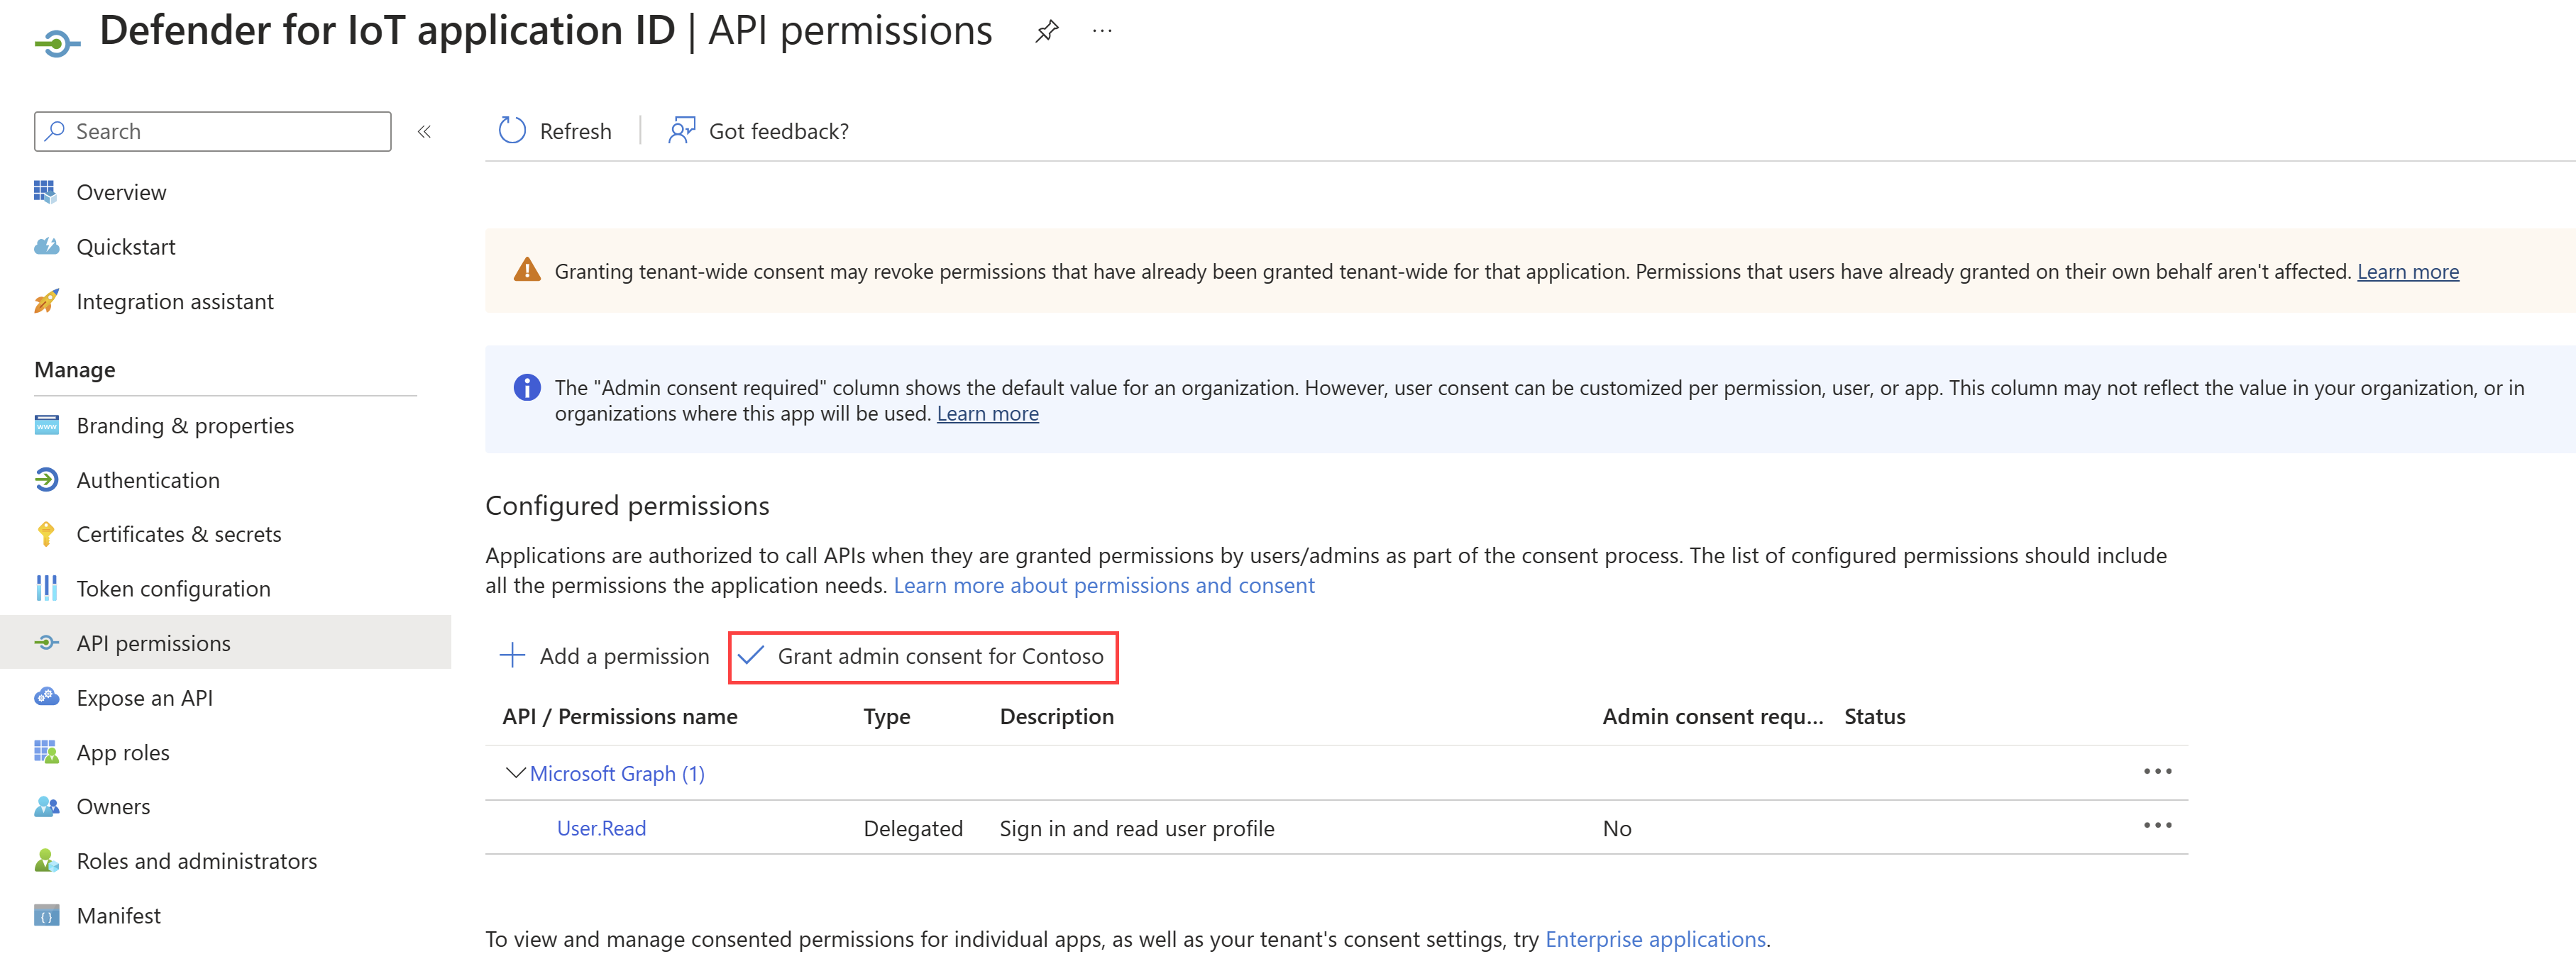 Defender for IoT application ID | API permissions
Search
Refresh
Got feedback?
Overview
Quickstart
Integration assistant
Manage
Branding & properties
Authentication
Certificates & secrets
Token configuration
API permissions
Expose an API
App roles
Owners
Roles and administrators
Manifest
Granting tenant-wide consent may revoke permissions that have already been granted tenant-wide for that application. Permissions that users have already granted on their own behalf aren't affected. Learn more
The "Admin consent required" column shows the default value for an organization. However, user consent can be customized per permission, user, or app. This column may not reflect the value in your organization, or in
organizations where this app will be used. Learn more
Configured permissions
Applications are authorized to call APIs when they are granted permissions by users/admins as part of the consent process. The list of configured permissions should include
all the permissions the application needs. Learn more about permissions and consent
Add a permission
Grant admin consent for Contoso
API / Permissions name Type Description Admin consent requ... Status
Microsoft Graph (1)
User.Read Delegated Sign in and read user profile No
To view and manage consented permissions for individual apps, as well as your tenant's consent settings, try Enterprise applications.